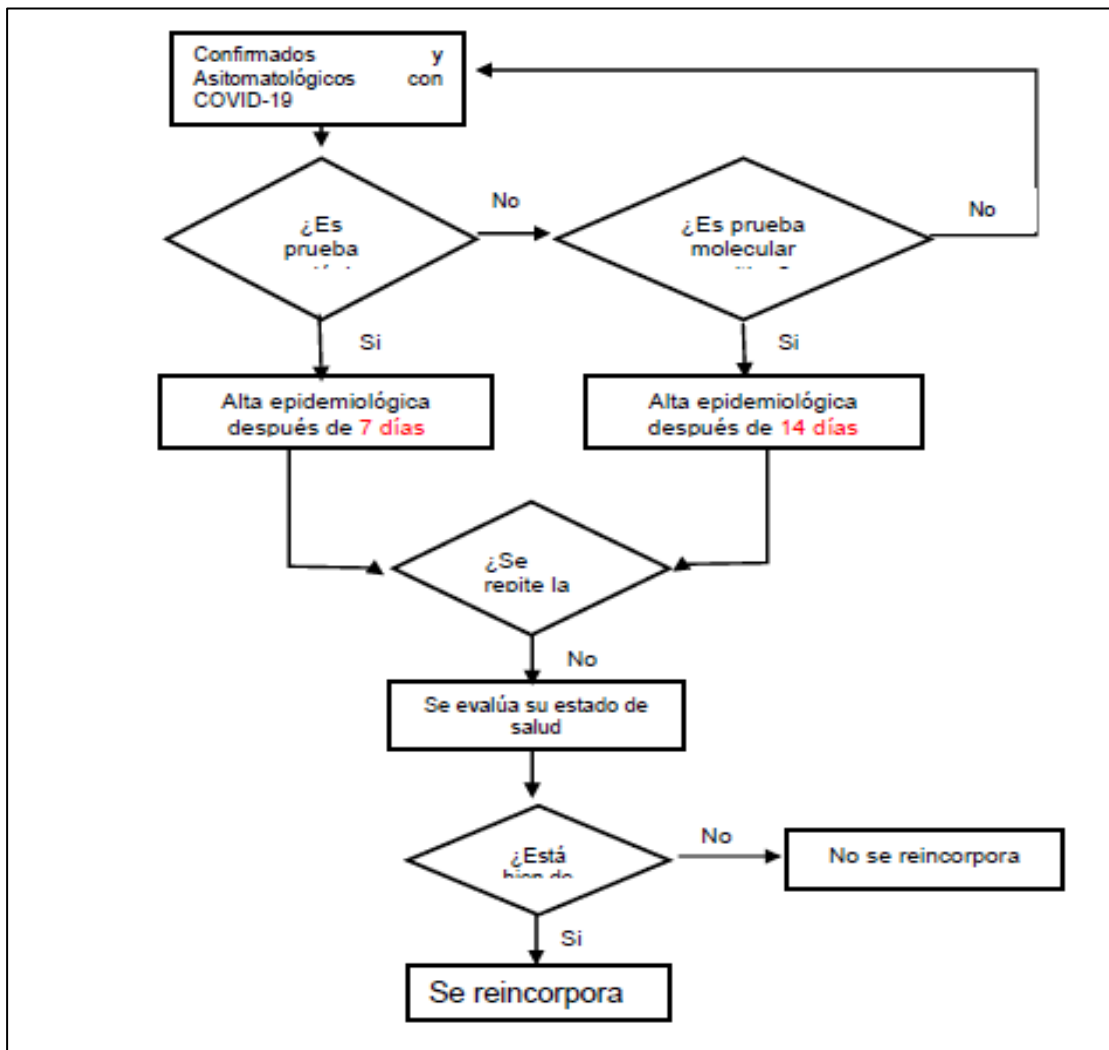 Confirmados y
Asitomatológicos con
COVID-19
¿Es
prueba
No
¿Es prueba
molecular
No
Si
Si
Alta epidemiológica
después de 7 días
Alta epidemiológica
después de 14 días
¿Se
repite la
No
Se evalúa su estado de
salud
¿Está
bien de
No
No se reincorpora
Si
Se reincorpora